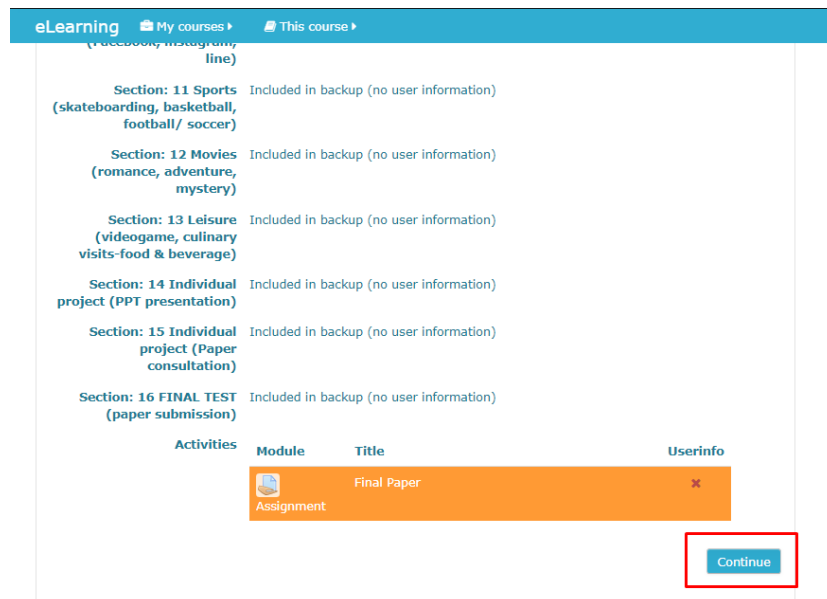 eLearning My courses This course
(Facebook, Instagram,
line)
Section: 11 Sports Included in backup (no user information)
(skateboarding, basketball,
football/ soccer)
Section: 12 Movies Included in backup (no user information)
(romance, adventure,
mystery)
Section: 13 Leisure Included in backup (no user information)
(videogame, culinary
visits-food & beverage)
Section: 14 Individual Included in backup (no user information)
project (PPT presentation)
Section: 15 Individual Included in backup (no user information)
project (Paper
consultation)
Section: 16 FINAL TEST Included in backup (no user information)
(paper submission)
Activities Module Title Userinfo
Final Paper
Assignment
Continue